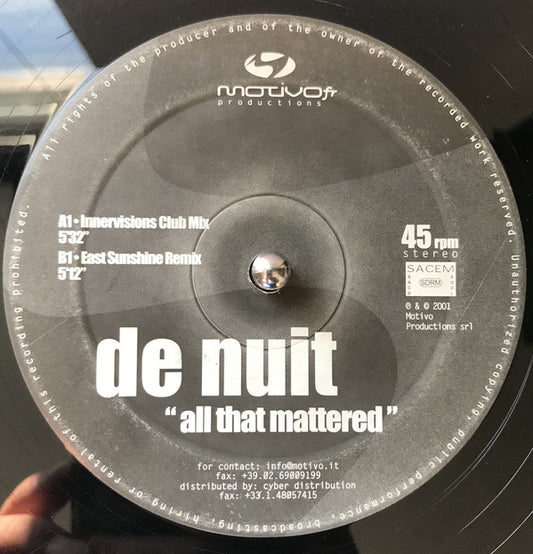 All rights of the producer and of the owner of the recorded work reserved. Unauthorized copying, public performance, broadcasting, hiring or rental of this recording prohibited.
motivo fr
productions
A1• Innervisions Club Mix
5'32"
B1• East Sunshine Remix
5'12"
45 rpm
stereo
SACEM
SDRM
℗ & © 2001
Motivo
Productions srl
de nuit
“ all that mattered ”
for contact: info@motivo.it
fax: +39.02.69009199
distributed by: cyber distribution
fax: +33.1.48057415